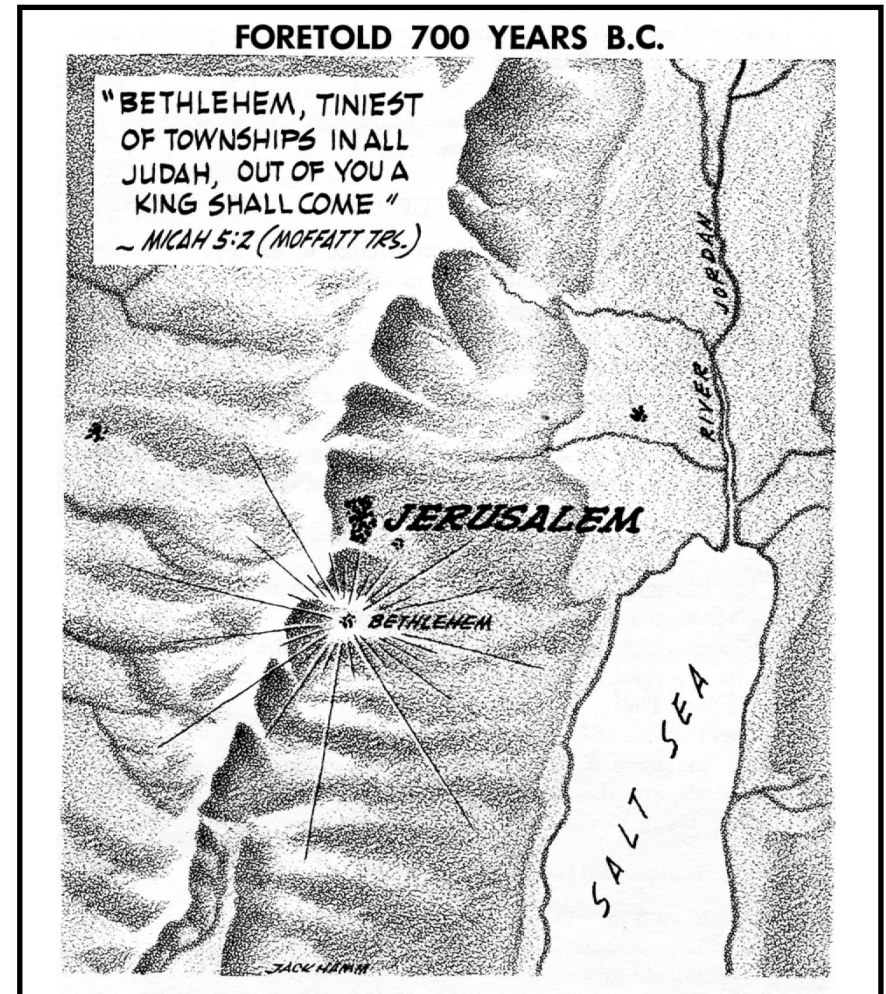 FORETOLD 700 YEARS B.C.
"BETHLEHEM, TINIEST
OF TOWNSHIPS IN ALL
JUDAH, OUT OF YOU A
KING SHALL COME"
~ MICAH 5:2 (MOFFATT TRS.)
RIVER JORDAN
JERUSALEM
BETHLEHEM
SALT SEA
JACK HAMM